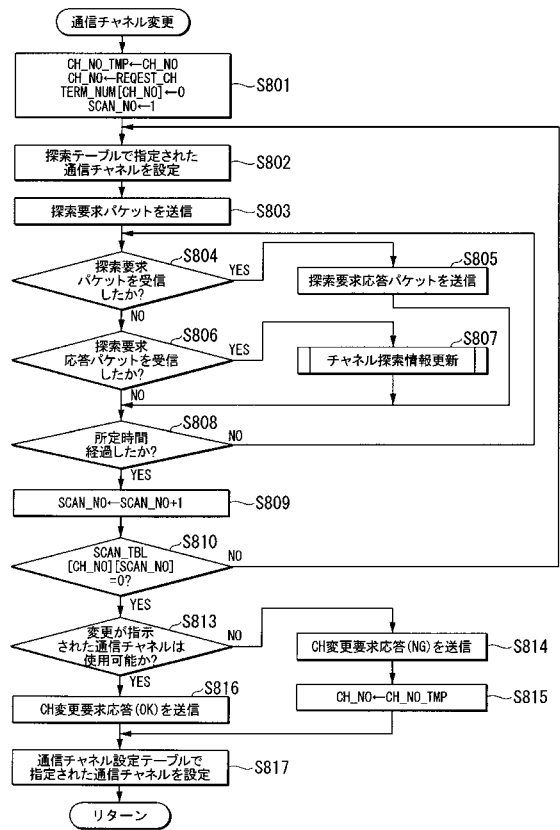 通信チャネル変更
CH_NO_TMP←CH_NO
CH_NO←REQEST_CH
TERM_NUM[CH_NO]←0
SCAN_NO←1
S801
探索テーブルで指定された
通信チャネルを設定
S802
探索要求パケットを送信
S803
探索要求
パケットを受信
したか?
S804
YES
NO
探索要求応答パケットを送信
S805
探索要求
応答パケットを受信
したか?
S806
YES
NO
チャネル探索情報更新
S807
所定時間
経過したか?
S808
NO
YES
SCAN_NO←SCAN_NO+1
S809
SCAN_TBL
[CH_NO][SCAN_NO]
=0?
S810
NO
YES
変更が指示
された通信チャネルは
使用可能か?
S813
NO
YES
CH変更要求応答(NG)を送信
S814
CH_NO←CH_NO_TMP
S815
CH変更要求応答(OK)を送信
S816
通信チャネル設定テーブルで
指定された通信チャネルを設定
S817
リターン